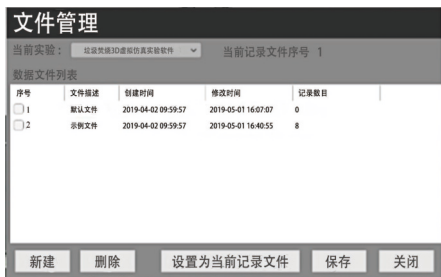 文件管理
当前实验： 垃圾焚烧3D虚拟仿真实验软件 当前记录文件序号 1
数据文件列表
序号 文件描述 创建时间 修改时间 记录数目
1 默认文件 2019-04-02 09:59:57 2019-05-01 16:07:07 0
2 示例文件 2019-04-02 09:59:57 2019-05-01 16:40:55 8
新建 删除 设置为当前记录文件 保存 关闭